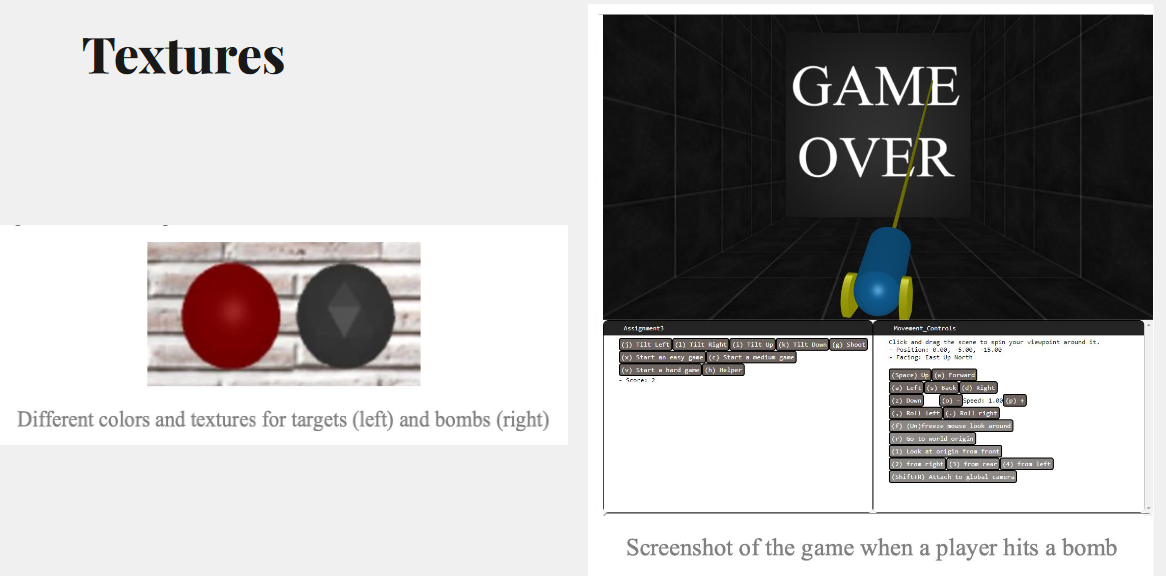 Textures
Different colors and textures for targets (left) and bombs (right)
GAME
OVER
Assignment3
(j) Tilt Left (l) Tilt Right (i) Tilt Up (k) Tilt Down (g) Shoot
(x) Start an easy game (c) Start a medium game
(v) Start a hard game (h) Helper
- Score: 2
Movement_Controls
Click and drag the scene to spin your viewpoint around it.
- Position: 0.00, -5.00, -15.00
- Facing: East Up North
(Space) Up (w) Forward
(a) Left (s) Back (d) Right
(z) Down (o) - Speed: 1.00 (p) +
(,) Roll left (.) Roll right
(f) (Un)freeze mouse look around
(r) Go to world origin
(1) Look at origin from front
(2) from right (3) from rear (4) from left
(Shift+R) Attach to global camera
Screenshot of the game when a player hits a bomb